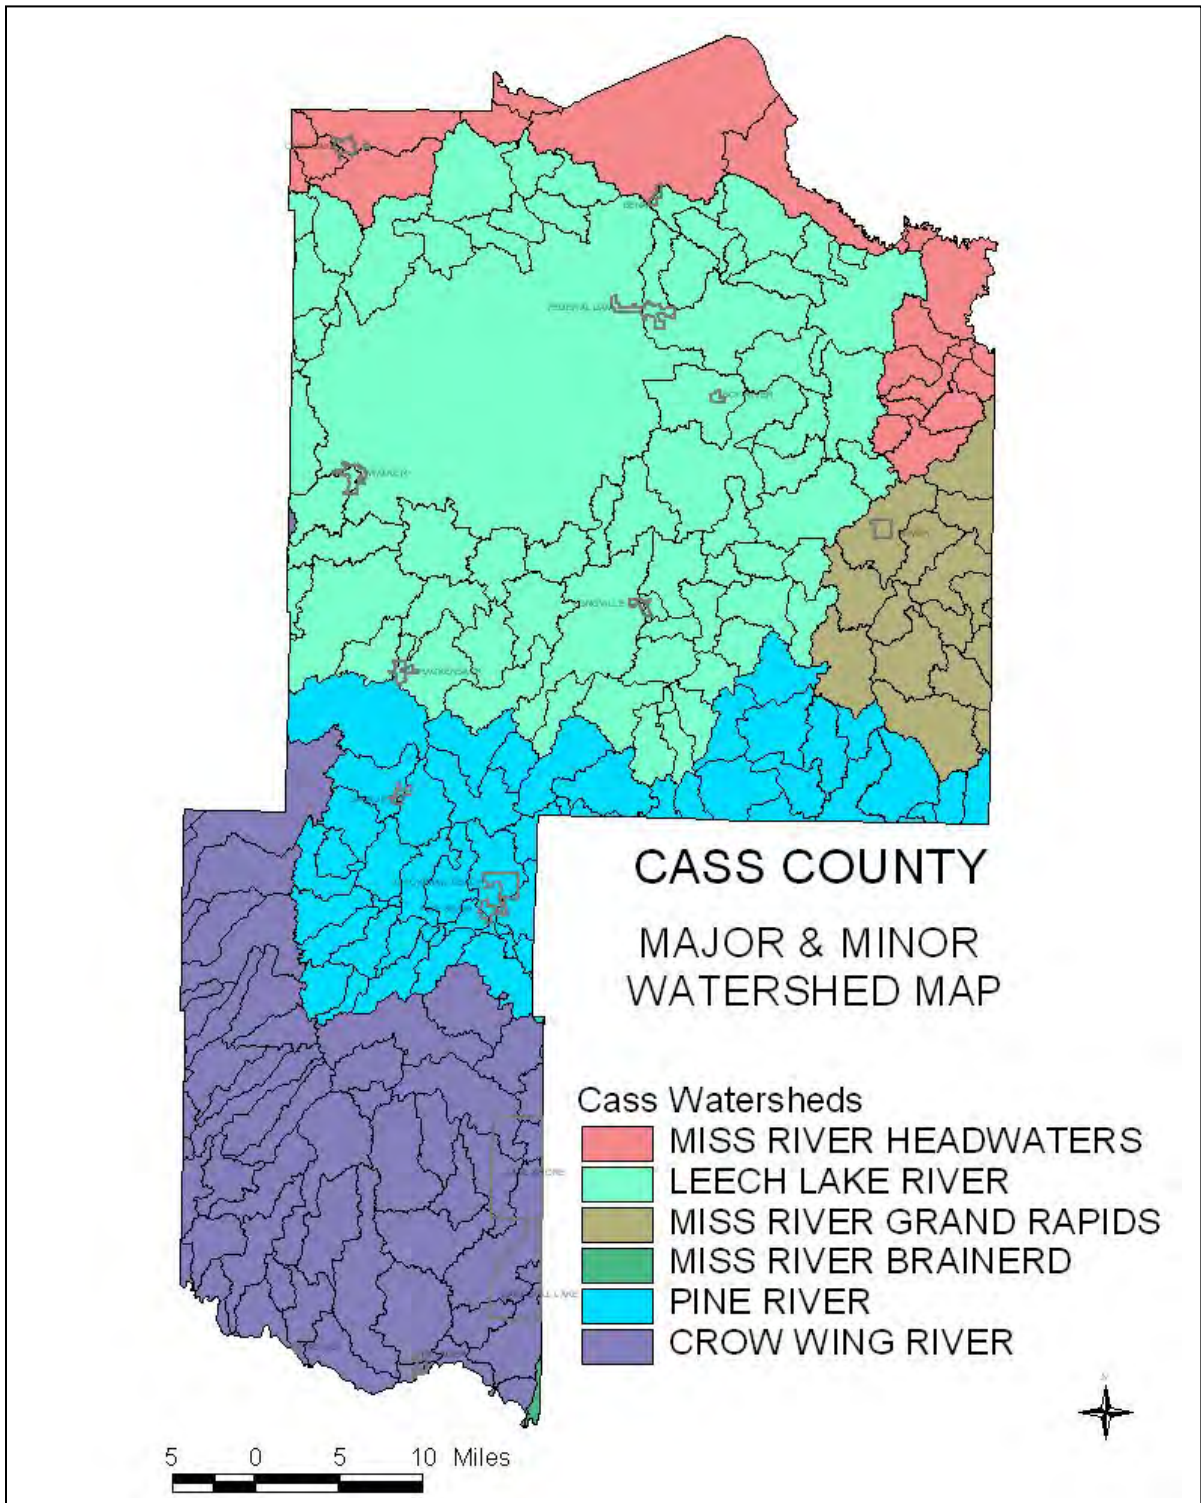 WALKER
CASS COUNTY
MAJOR & MINOR
WATERSHED MAP
Cass Watersheds
MISS RIVER HEADWATERS
LEECH LAKE RIVER
MISS RIVER GRAND RAPIDS
MISS RIVER BRAINERD
PINE RIVER
CROW WING RIVER
5 0 5 10 Miles